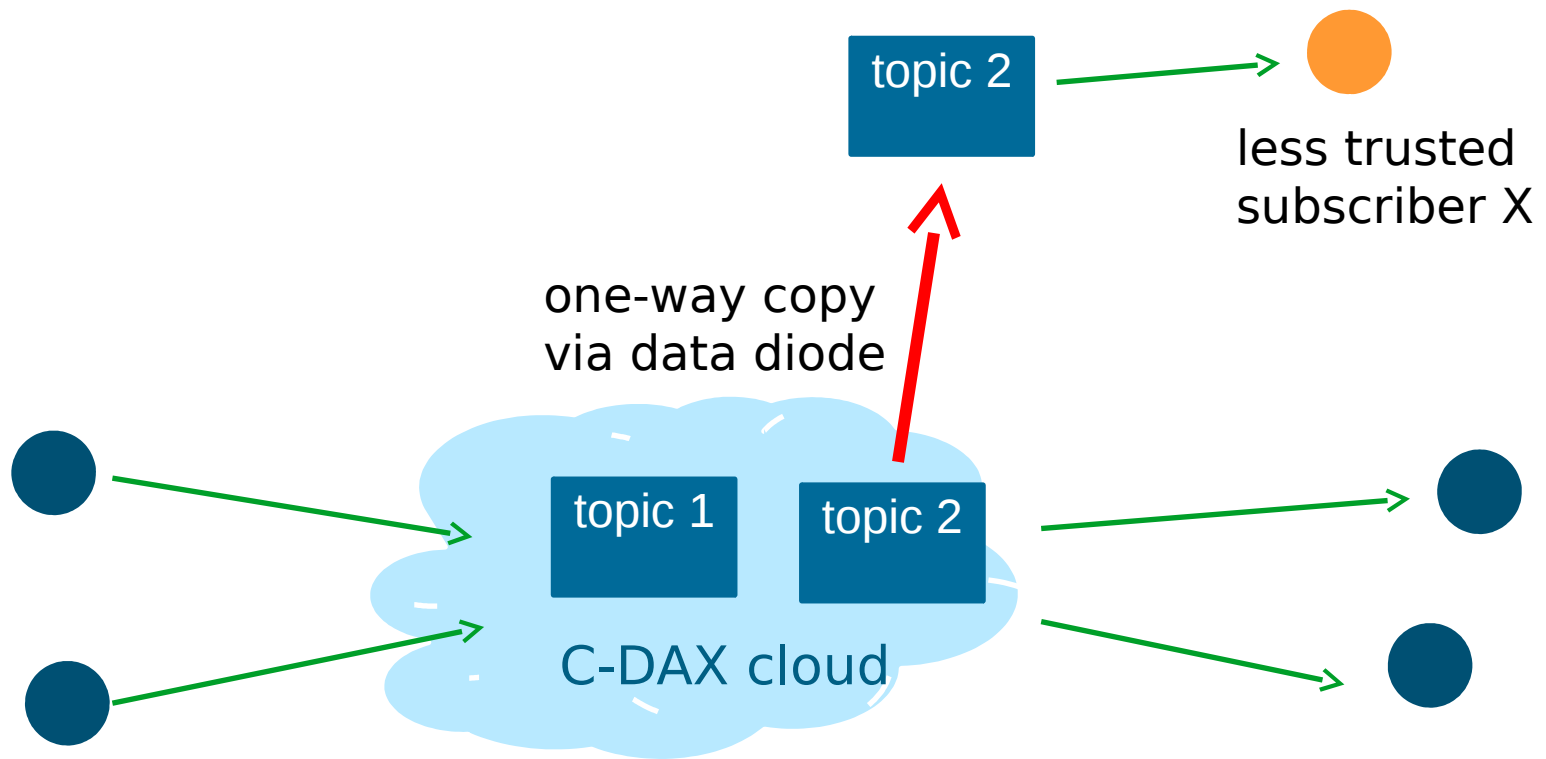 topic 2
less trusted
subscriber X
one-way copy
via data diode
topic 1
topic 2
C-DAX cloud